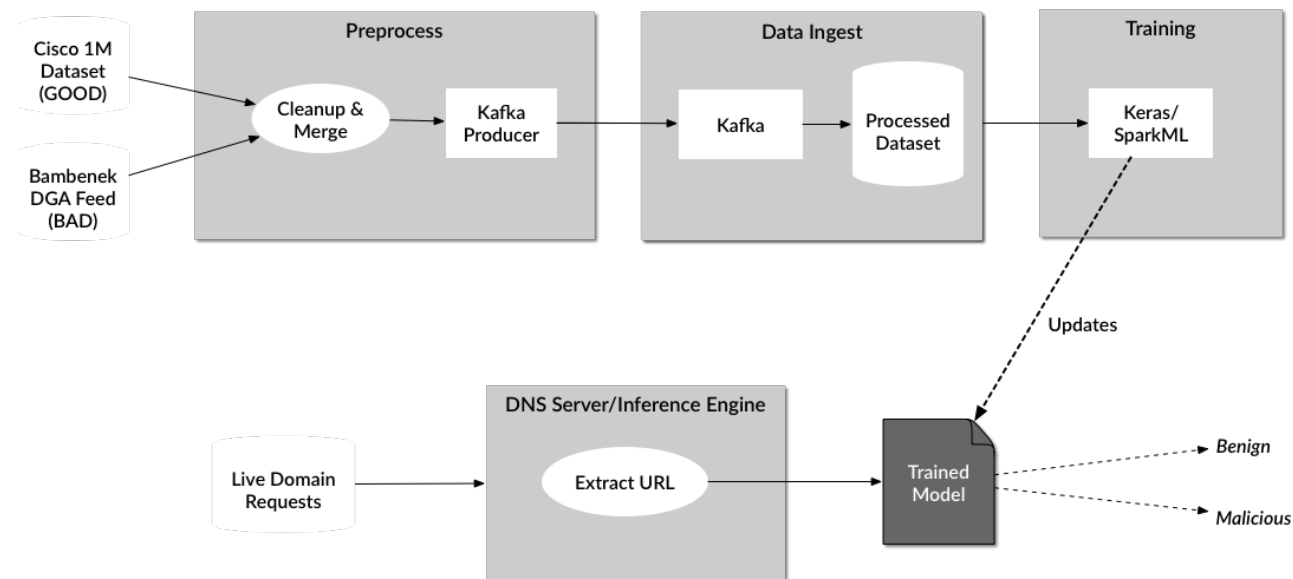 Preprocess
Data Ingest
Training
Cisco 1M
Dataset
(GOOD)
Cleanup &
Merge
Kafka
Producer
Kafka
Processed
Dataset
Keras/
SparkML
Bambenek
DGA Feed
(BAD)
Updates
DNS Server/Inference Engine
Live Domain
Requests
Extract URL
Trained
Model
Benign
Malicious